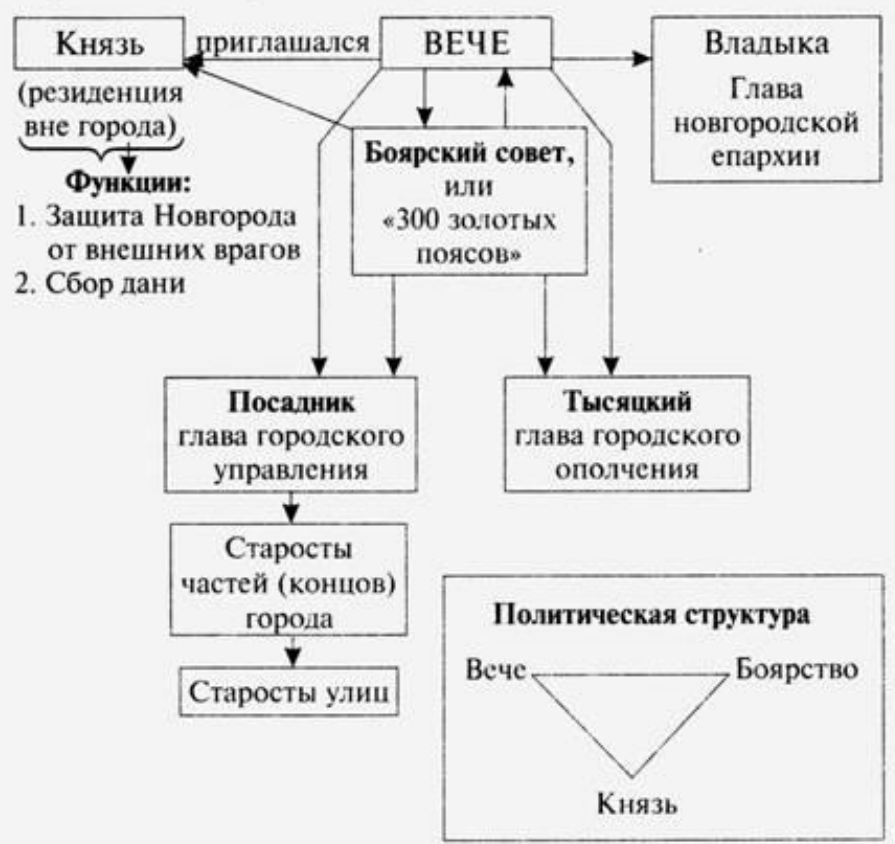 Князь
приглашался
ВЕЧЕ
Владыка
Глава
новгородской
епархии
(резиденция
вне города)
Функции:
1. Защита Новгорода
от внешних врагов
2. Сбор дани
Боярский совет,
или
«300 золотых
поясов»
Посадник
глава городского
управления
Тысяцкий
глава городского
ополчения
Старосты
частей (концов)
города
Старосты улиц
Политическая структура
Вече
Боярство
Князь